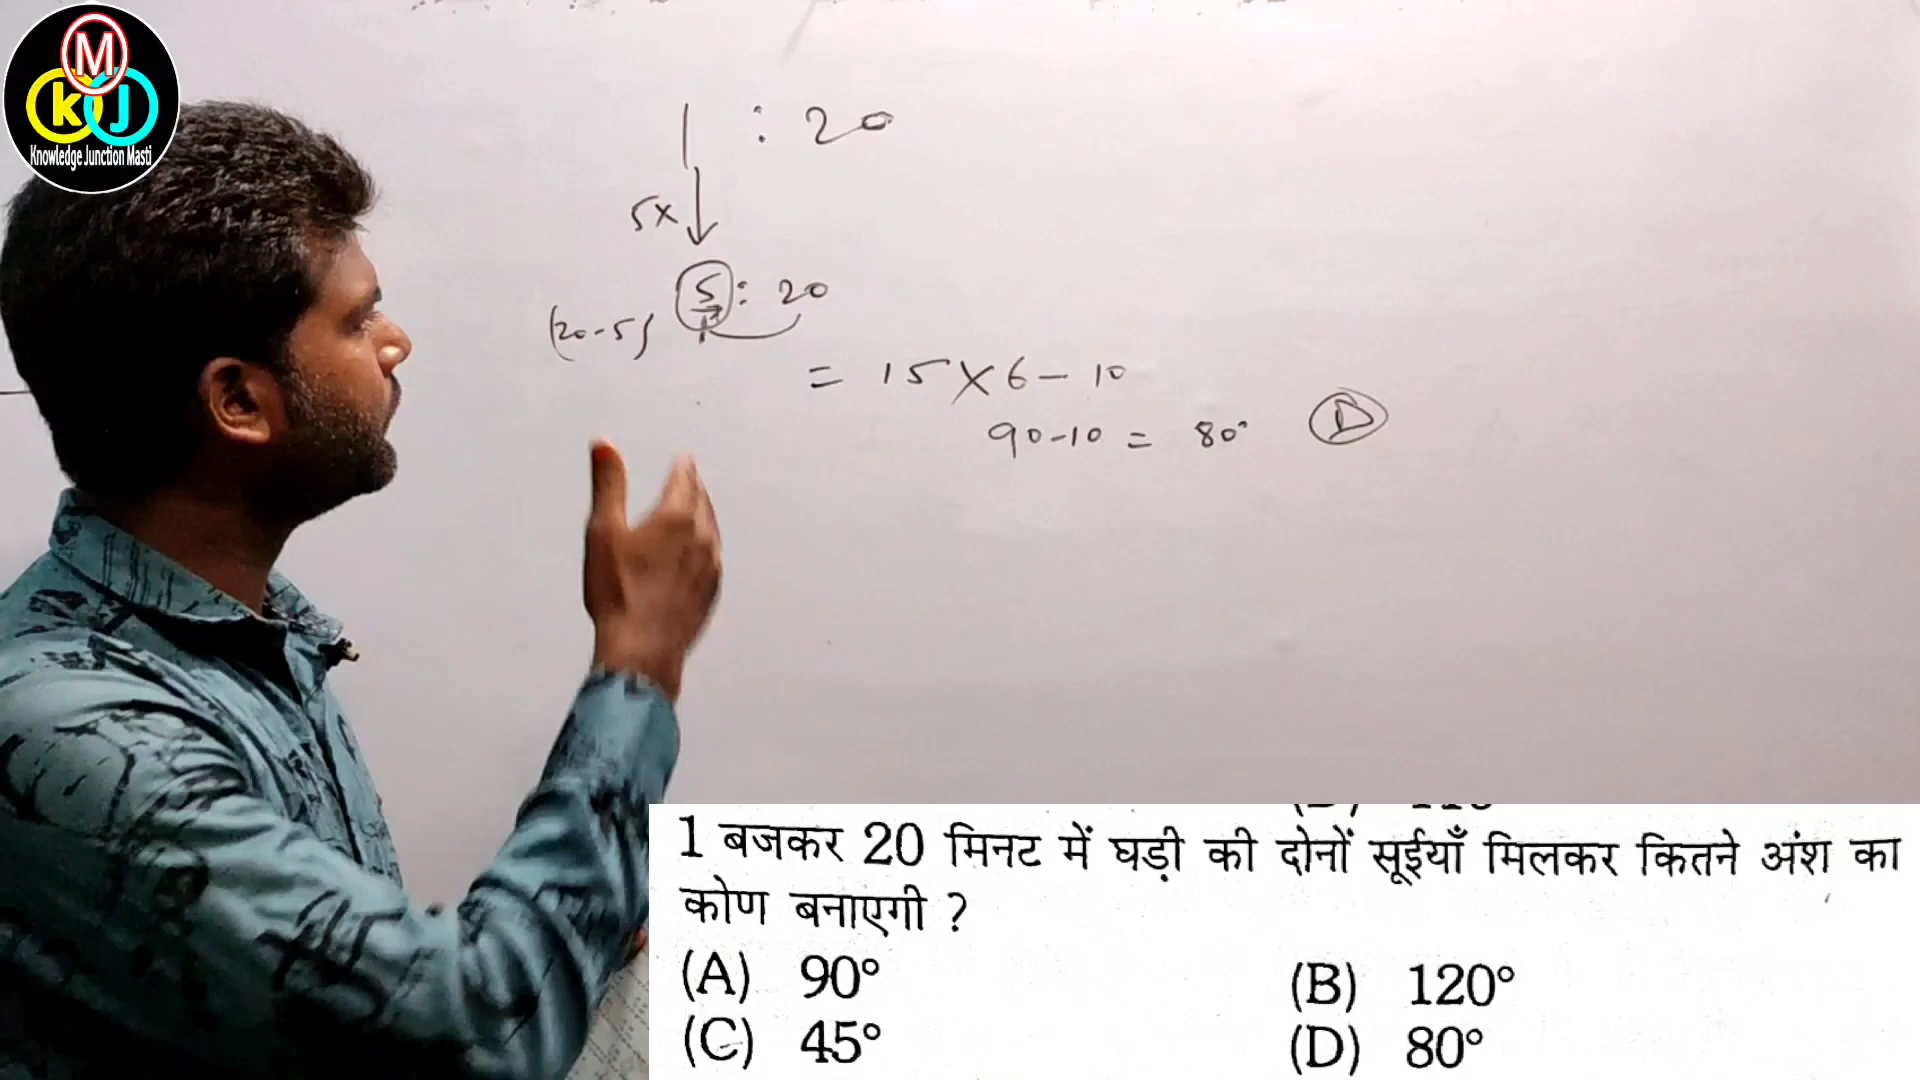 M
k J
Knowledge Junction Masti
1 : 20
5×
5 : 20
(20-5)
= 15 × 6 - 10
90-10 = 80° D
1 बजकर 20 मिनट में घड़ी की दोनों सूईयाँ मिलकर कितने अंश का
कोण बनाएगी ?
(A) 90° (B) 120°
(C) 45° (D) 80°